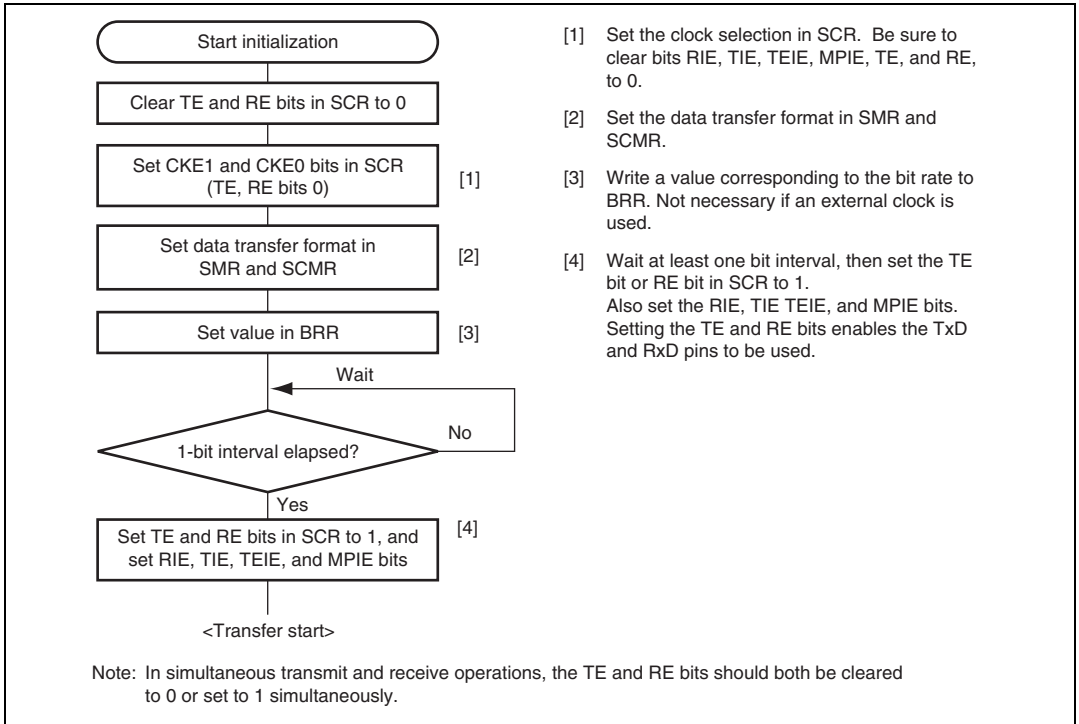 Start initialization
Clear TE and RE bits in SCR to 0
Set CKE1 and CKE0 bits in SCR
(TE, RE bits 0)
[1]
Set data transfer format in
SMR and SCMR
[2]
Set value in BRR
[3]
Wait
No
1-bit interval elapsed?
Yes
Set TE and RE bits in SCR to 1, and
set RIE, TIE, TEIE, and MPIE bits
[4]
<Transfer start>
[1] Set the clock selection in SCR. Be sure to
clear bits RIE, TIE, TEIE, MPIE, TE, and RE,
to 0.
[2] Set the data transfer format in SMR and
SCMR.
[3] Write a value corresponding to the bit rate to
BRR. Not necessary if an external clock is
used.
[4] Wait at least one bit interval, then set the TE
bit or RE bit in SCR to 1.
Also set the RIE, TIE TEIE, and MPIE bits.
Setting the TE and RE bits enables the TxD
and RxD pins to be used.
Note: In simultaneous transmit and receive operations, the TE and RE bits should both be cleared
to 0 or set to 1 simultaneously.